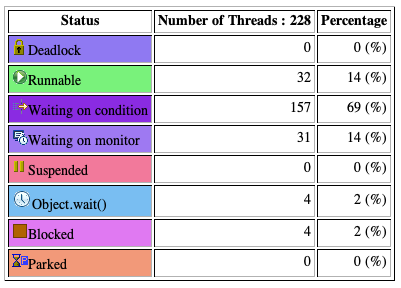 Status Number of Threads : 228 Percentage
Deadlock 0 0 (%)
Runnable 32 14 (%)
Waiting on condition 157 69 (%)
Waiting on monitor 31 14 (%)
Suspended 0 0 (%)
Object.wait() 4 2 (%)
Blocked 4 2 (%)
Parked 0 0 (%)